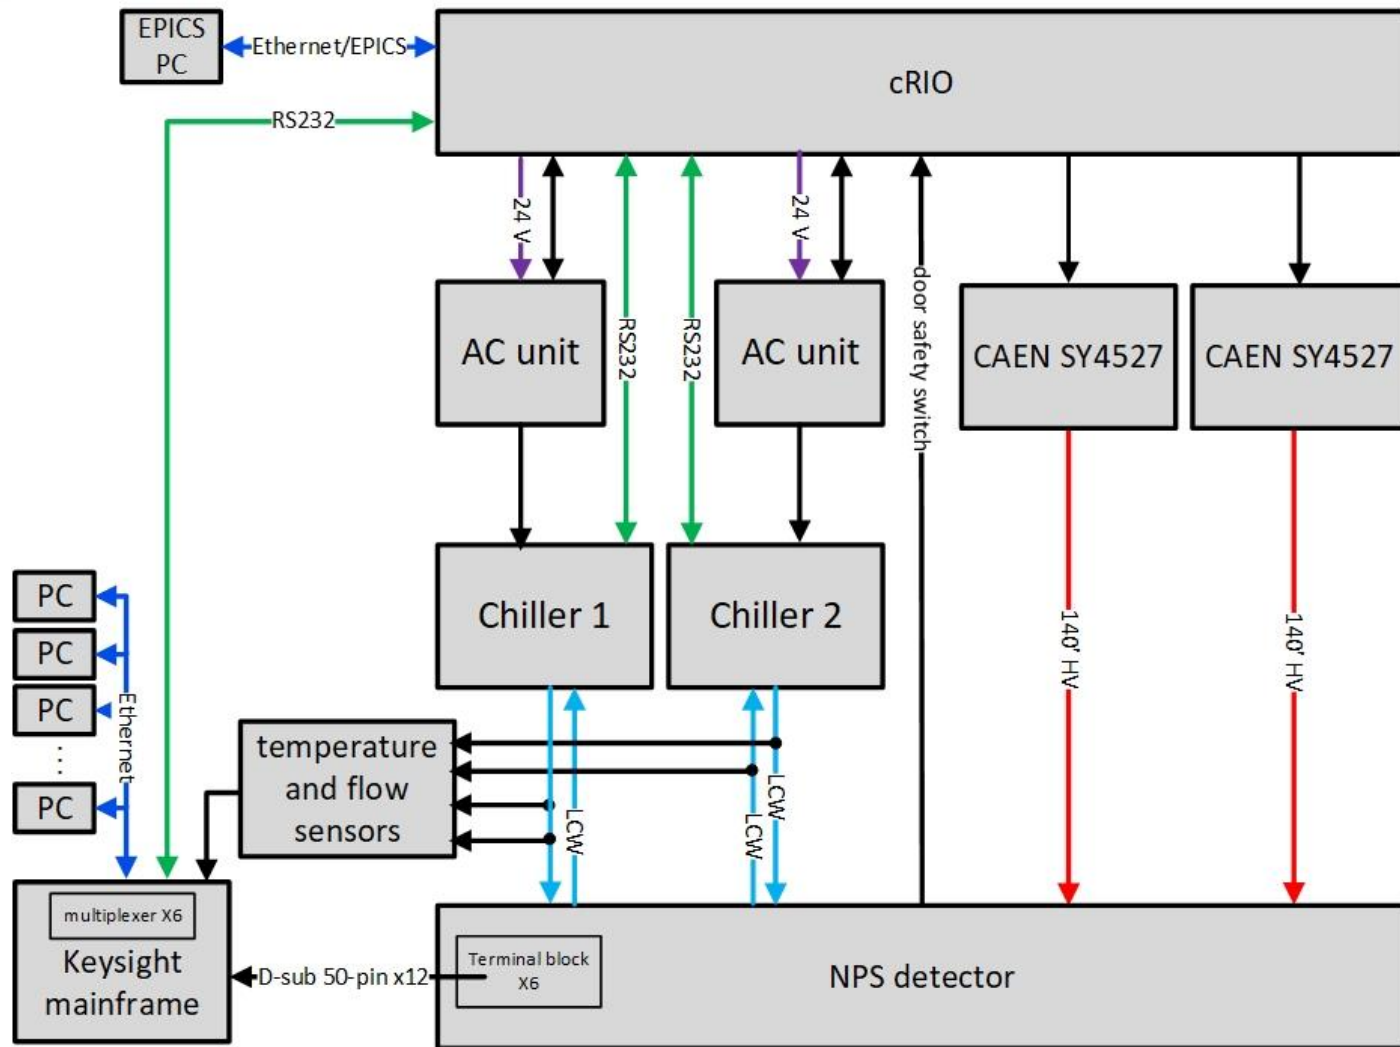 EPICS
PC
Ethernet/EPICS
cRIO
RS232
24 V
24 V
RS232
RS232
door safety switch
AC unit
AC unit
CAEN SY4527
CAEN SY4527
Chiller 1
Chiller 2
140' HV
140' HV
PC
PC
PC
....
PC
Ethernet
temperature
and flow
sensors
LCW
LCW
LCW
multiplexer X6
Keysight
mainframe
D-sub 50-pin x12
Terminal block
X6
NPS detector